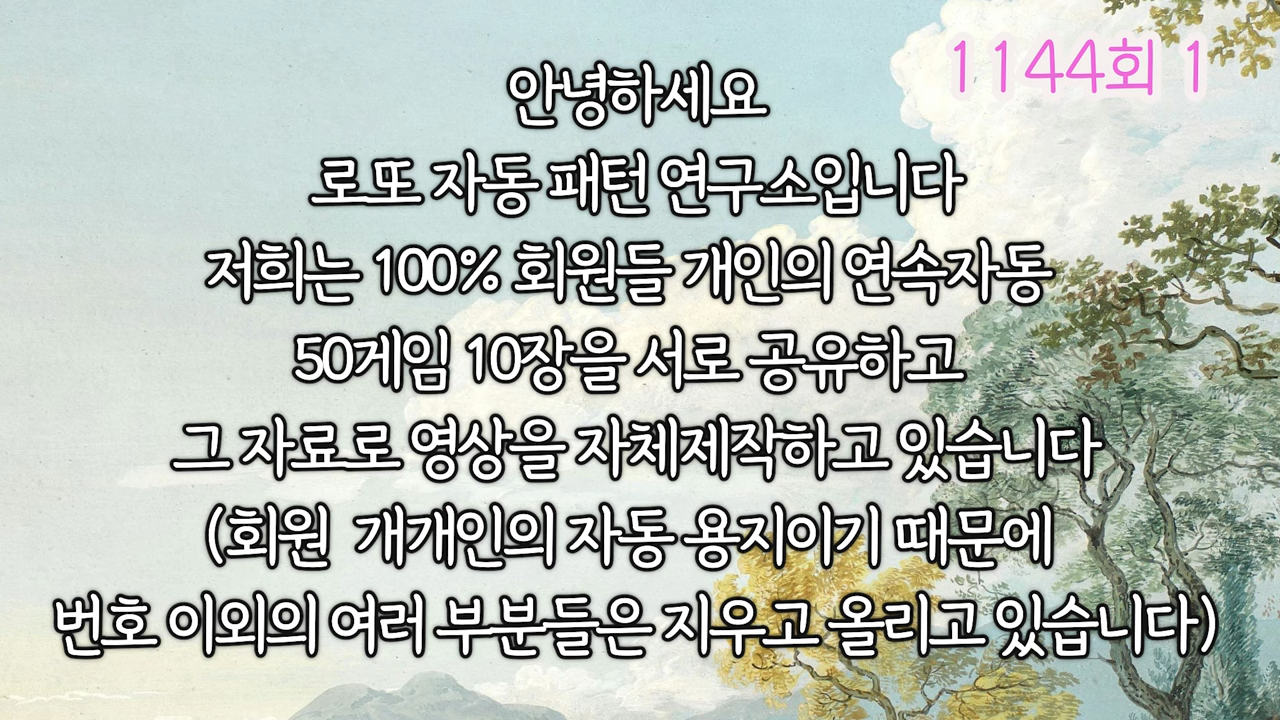 1144회 1
안녕하세요
로또 자동 패턴 연구소입니다
저희는 100% 회원들 개인의 연속자동
50게임 10장을 서로 공유하고
그 자료로 영상을 자체제작하고 있습니다
(회원 개개인의 자동 용지이기 때문에
번호 이외의 여러 부분들은 지우고 올리고 있습니다)